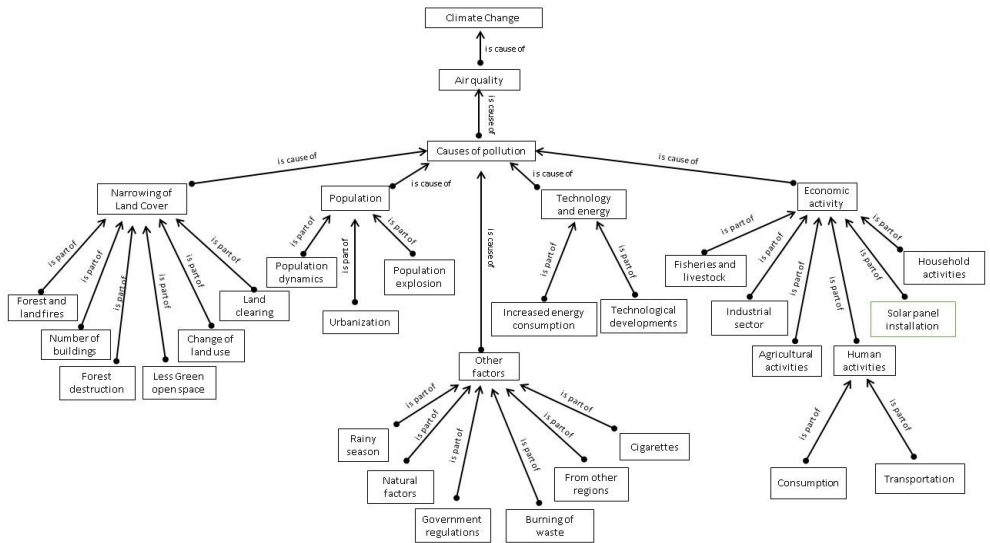 Climate Change
is cause of
Air quality
is cause of
Causes of pollution
is cause of
is cause of
is cause of
is cause of
is cause of
Narrowing of
Land Cover
Population
Technology
and energy
Economic
activity
is part of
is part of
is part of
is part of
is part of
Forest and
land fires
Number of
buildings
Forest
destruction
Less Green
open space
Change of
land use
Land
clearing
is part of
is part of
is part of
Population
dynamics
Urbanization
Population
explosion
is part of
is part of
Increased energy
consumption
Technological
developments
is part of
is part of
is part of
is part of
is part of
is part of
Fisheries and
livestock
Industrial
sector
Agricultural
activities
Human
activities
Solar panel
installation
Household
activities
is part of
is part of
Consumption
Transportation
Other
factors
is part of
is part of
is part of
is part of
is part of
is part of
Rainy
season
Natural
factors
Government
regulations
Burning of
waste
From other
regions
Cigarettes